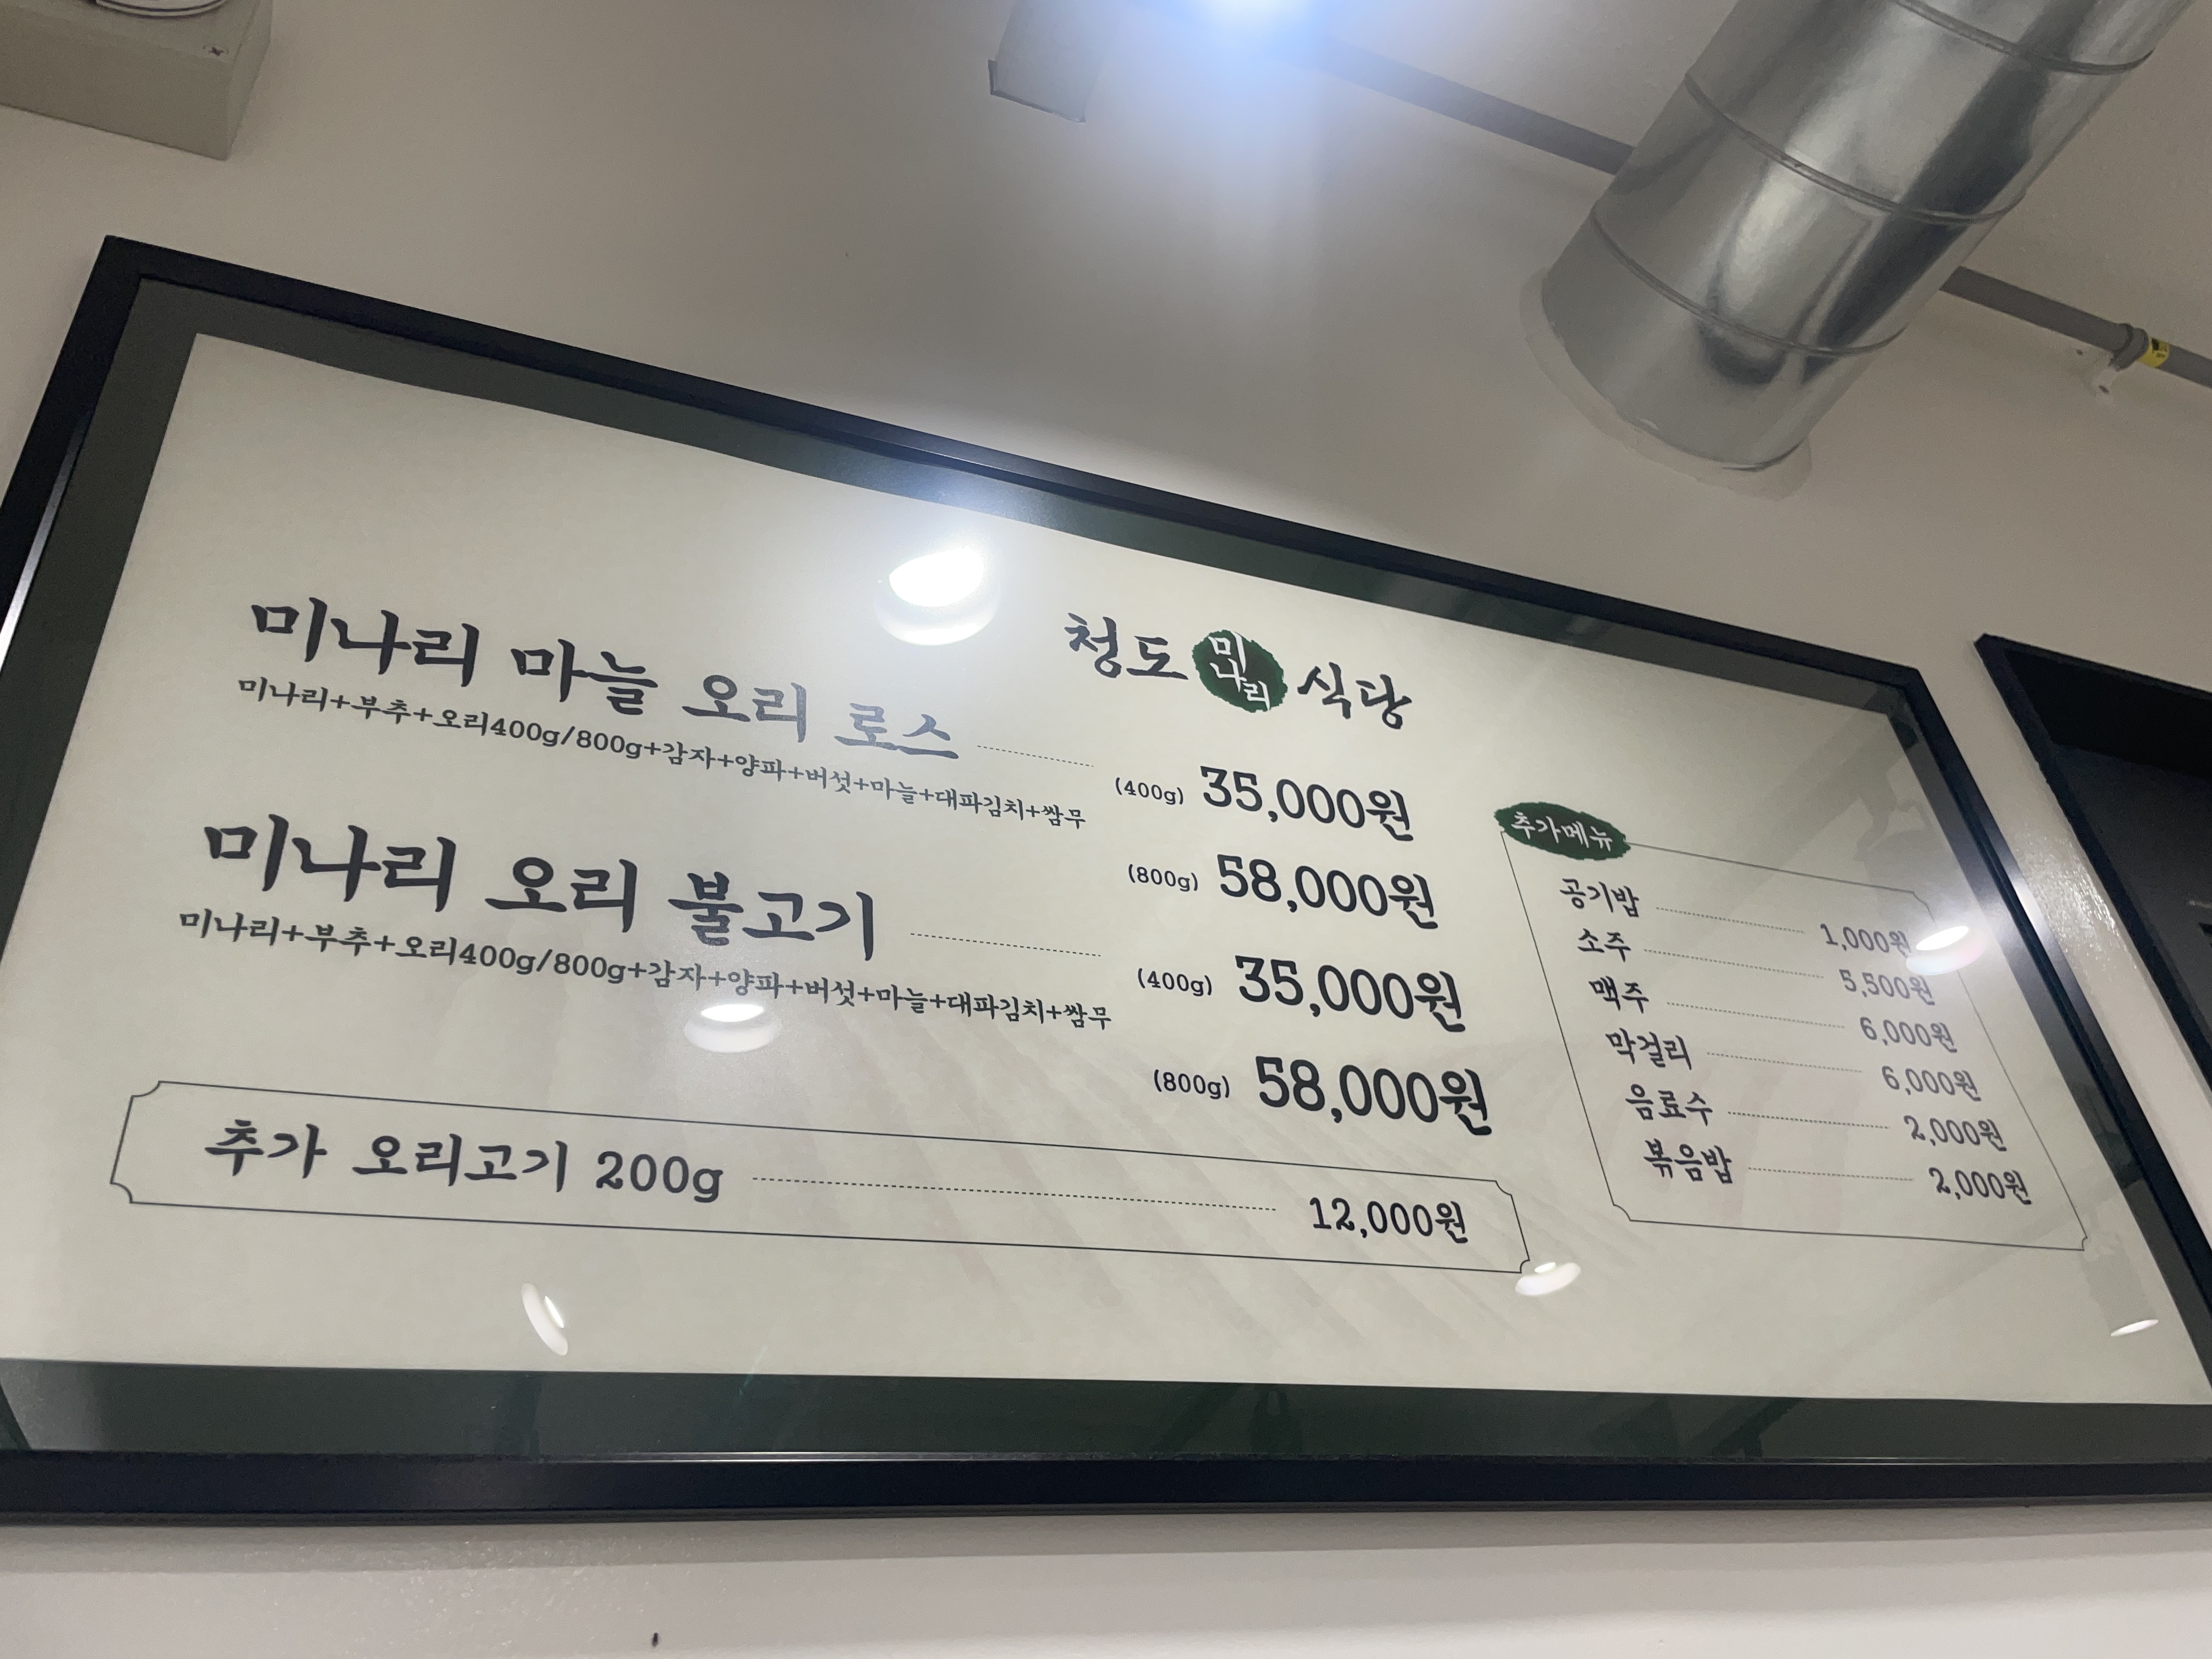 청도 미나리 식당
미나리 마늘 오리 로스
미나리+부추+오리400g/800g+감자+양파+버섯+마늘+대파김치+쌈무
(400g) 35,000원
(800g) 58,000원
미나리 오리 불고기
미나리+부추+오리400g/800g+감자+양파+버섯+마늘+대파김치+쌈무
(400g) 35,000원
(800g) 58,000원
추가 오리고기 200g 12,000원
추가메뉴
공기밥 1,000원
소주 5,500원
맥주 6,000원
막걸리 6,000원
음료수 2,000원
볶음밥 2,000원